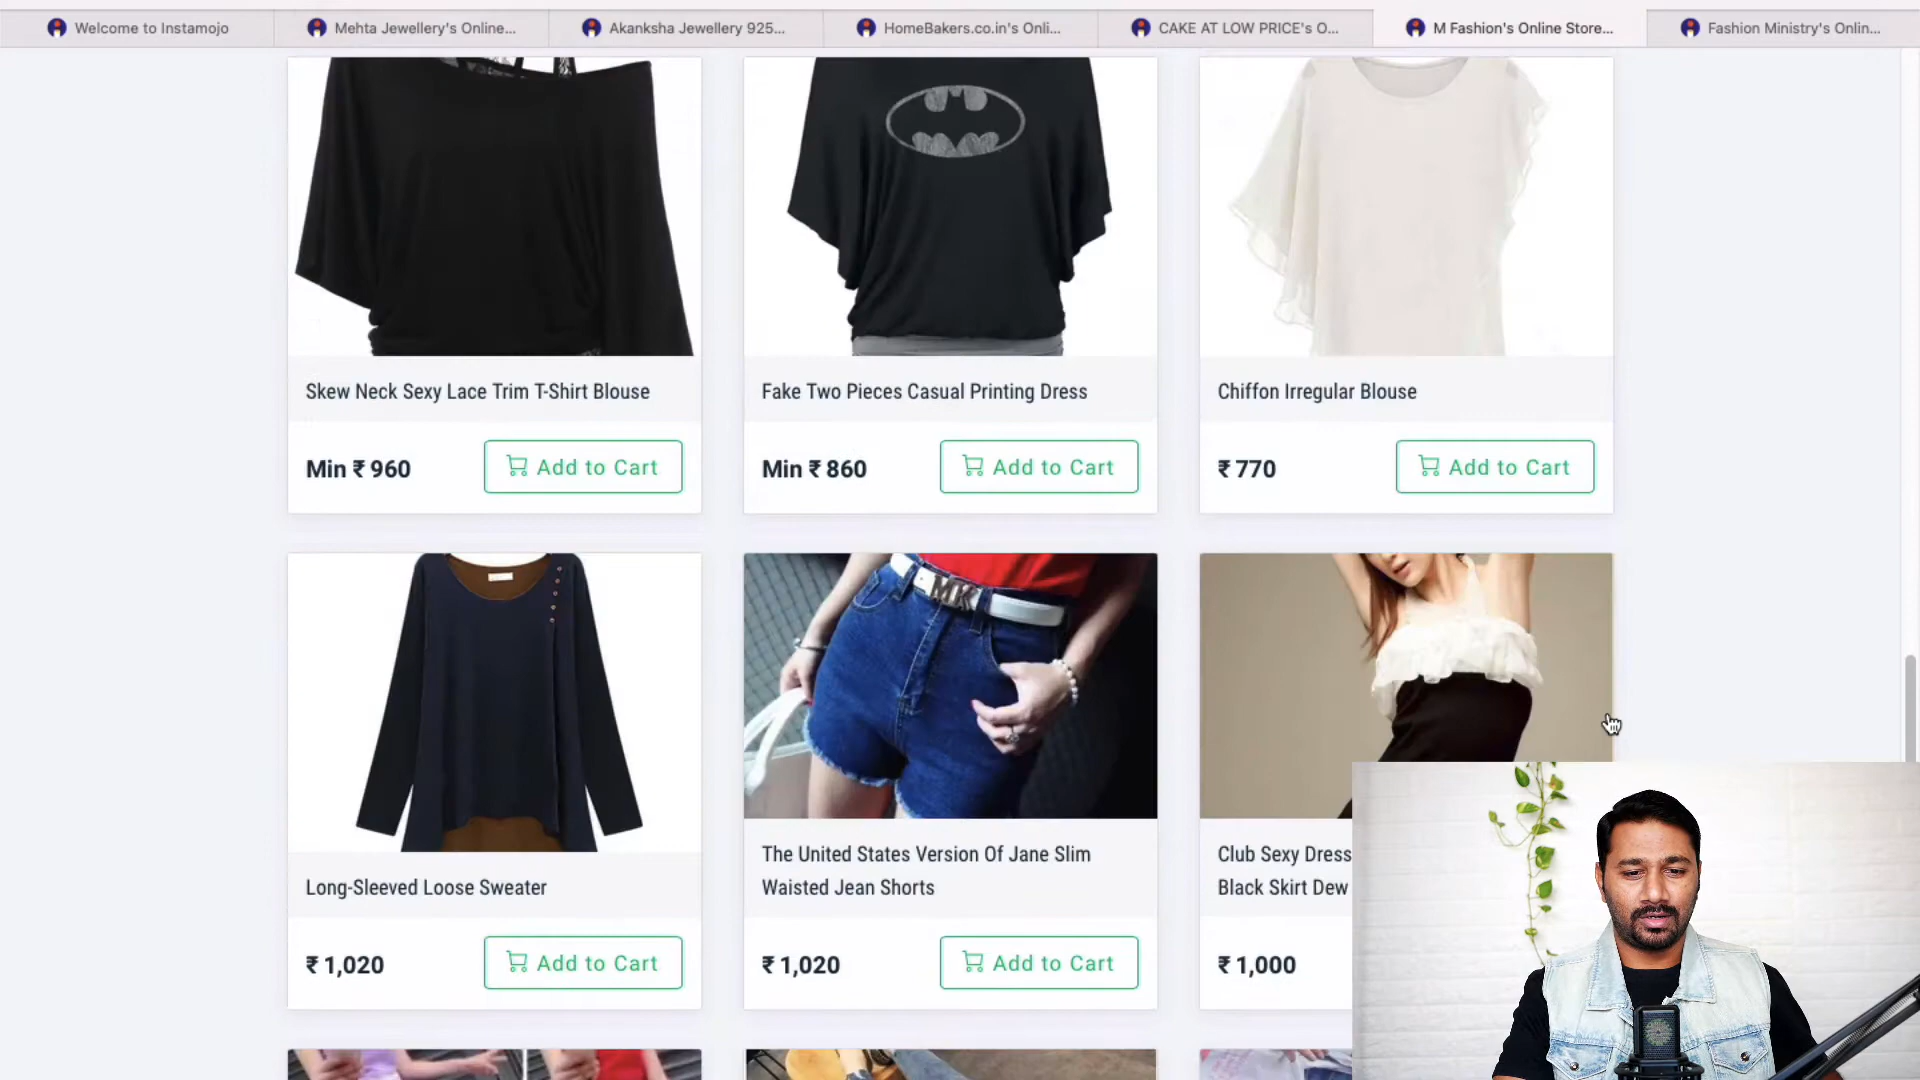 Welcome to Instamojo
Mehta Jewellery's Online...
Akanksha Jewellery 925...
HomeBakers.co.in's Onli...
CAKE AT LOW PRICE's O...
M Fashion's Online Store...
Fashion Ministry's Onlin...
Skew Neck Sexy Lace Trim T-Shirt Blouse
Min ₹ 960
Add to Cart
Fake Two Pieces Casual Printing Dress
Min ₹ 860
Add to Cart
Chiffon Irregular Blouse
₹ 770
Add to Cart
Long-Sleeved Loose Sweater
₹ 1,020
Add to Cart
MK
The United States Version Of Jane Slim
Waisted Jean Shorts
₹ 1,020
Add to Cart
Club Sexy Dress
Black Skirt Dew
₹ 1,000